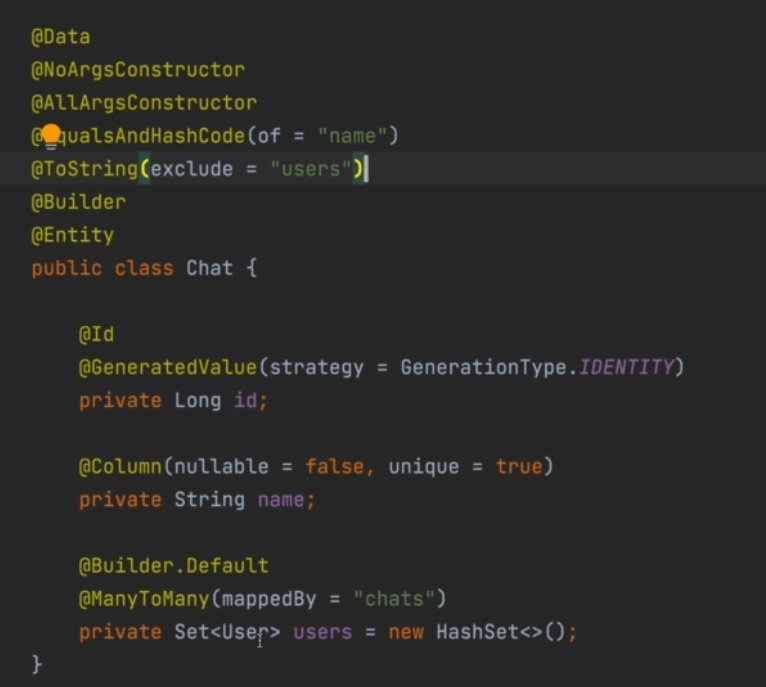 @Data
@NoArgsConstructor
@AllArgsConstructor
@EqualsAndHashCode(of = "name")
@ToString(exclude = "users")
@Builder
@Entity
public class Chat {
@Id
@GeneratedValue(strategy = GenerationType.IDENTITY)
private Long id;
@Column(nullable = false, unique = true)
private String name;
@Builder.Default
@ManyToMany(mappedBy = "chats")
private Set<User> users = new HashSet<>();
}